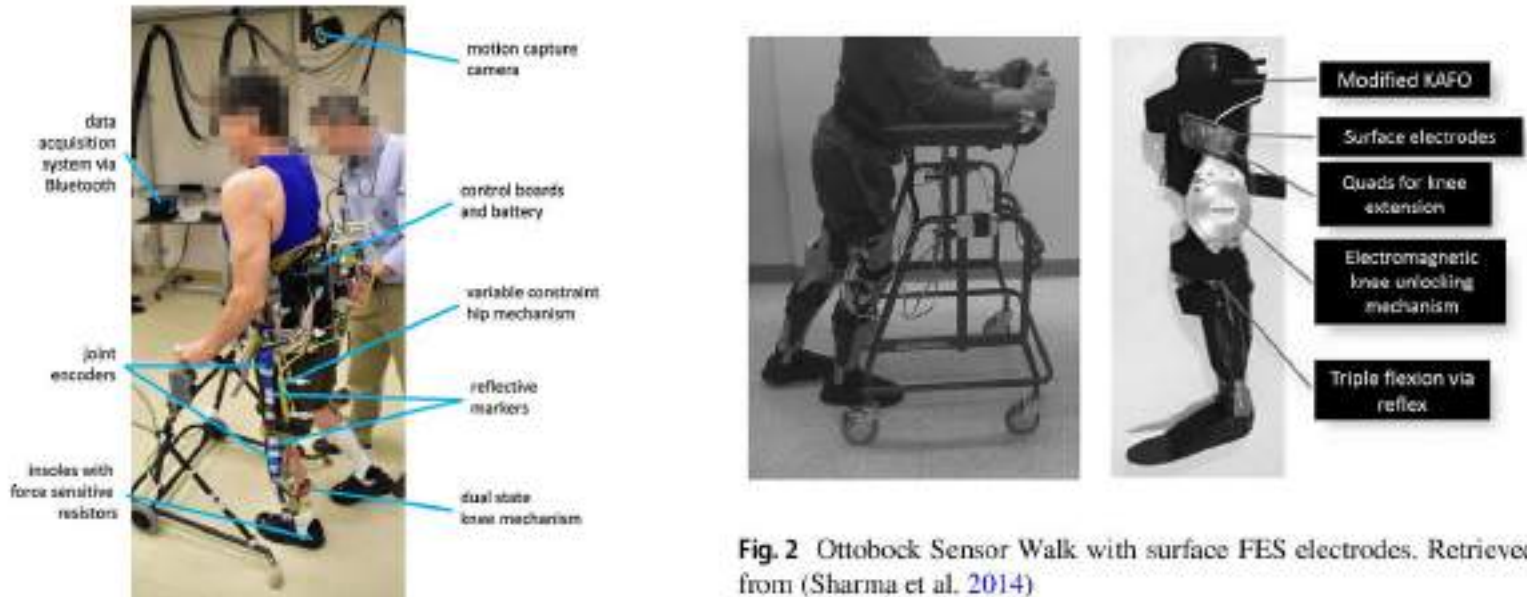 motion capture
camera
data
acquisition
system via
Bluetooth
control boards
and battery
variable constraint
hip mechanism
joint
encoders
reflective
markers
insoles with
force sensitive
resistors
dual state
knee mechanism
Modified KAFO
Surface electrodes
Quads for knee
extension
Electromagnetic
knee unlocking
mechanism
Triple flexion via
reflex
Fig. 2 Ottobock Sensor Walk with surface FES electrodes. Retrieved
from (Sharma et al. 2014)